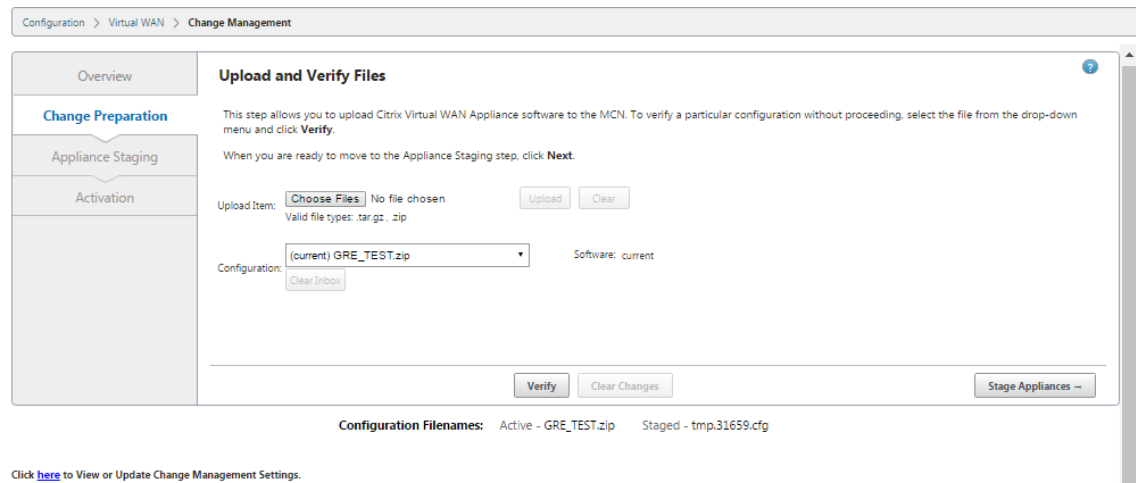 Configuration > Virtual WAN > Change Management
Overview
Change Preparation
Appliance Staging
Activation
Upload and Verify Files
?
This step allows you to upload Citrix Virtual WAN Appliance software to the MCN. To verify a particular configuration without proceeding, select the file from the drop-down
menu and click Verify.
When you are ready to move to the Appliance Staging step, click Next.
Upload Item: Choose Files No file chosen Upload Clear
Valid file types: .tar.gz , .zip
Configuration: (current) GRE_TEST.zip Software: current
Clear Inbox
Verify Clear Changes Stage Appliances →
Configuration Filenames: Active - GRE_TEST.zip Staged - tmp.31659.cfg
Click here to View or Update Change Management Settings.